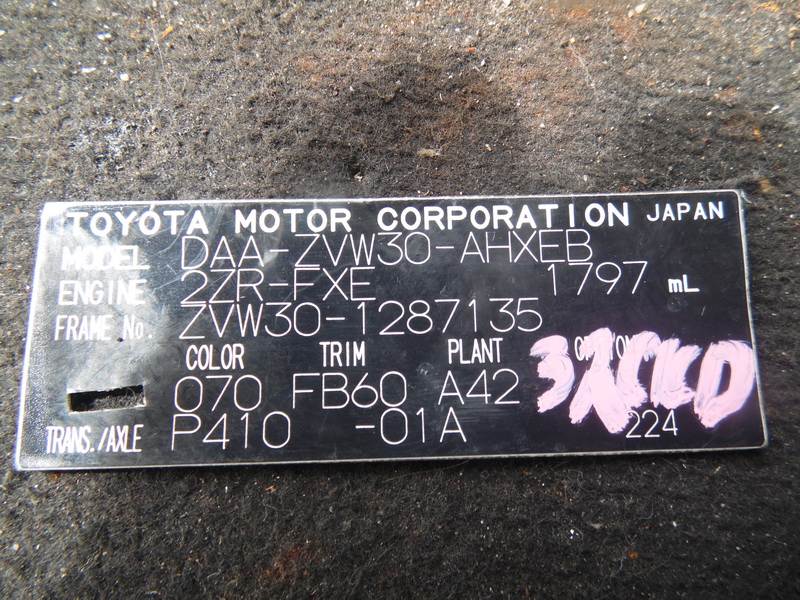 TOYOTA MOTOR CORPORATION JAPAN
MODEL DAA-ZVW30-AHXEB
ENGINE 2ZR-FXE 1797 mL
FRAME No. ZVW30-1287135
COLOR TRIM PLANT
070 FB60 A42
TRANS./AXLE P410 -01A 224